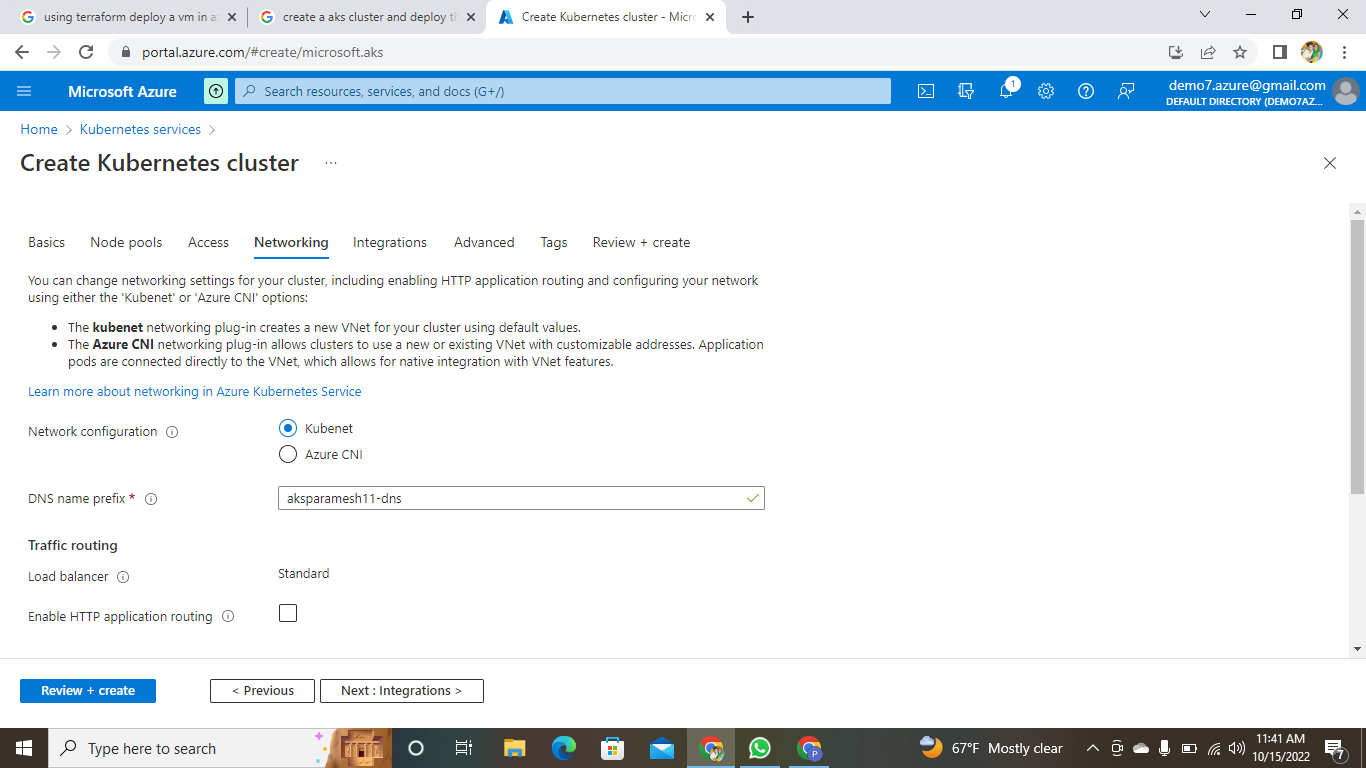 using terraform deploy a vm in a
create a aks cluster and deploy th
Create Kubernetes cluster - Micr
portal.azure.com/#create/microsoft.aks
Microsoft Azure
Search resources, services, and docs (G+/)
1
demo7.azure@gmail.com
DEFAULT DIRECTORY (DEMO7AZ...
Home > Kubernetes services >
Create Kubernetes cluster ...
Basics Node pools Access Networking Integrations Advanced Tags Review + create
You can change networking settings for your cluster, including enabling HTTP application routing and configuring your network
using either the 'Kubenet' or 'Azure CNI' options:
• The kubenet networking plug-in creates a new VNet for your cluster using default values.
• The Azure CNI networking plug-in allows clusters to use a new or existing VNet with customizable addresses. Application
pods are connected directly to the VNet, which allows for native integration with VNet features.
Learn more about networking in Azure Kubernetes Service
Network configuration
Kubenet
Azure CNI
DNS name prefix *
aksparamesh11-dns
Traffic routing
Load balancer
Standard
Enable HTTP application routing
Review + create
< Previous
Next : Integrations >
Type here to search
P
67°F Mostly clear
11:41 AM
10/15/2022
7